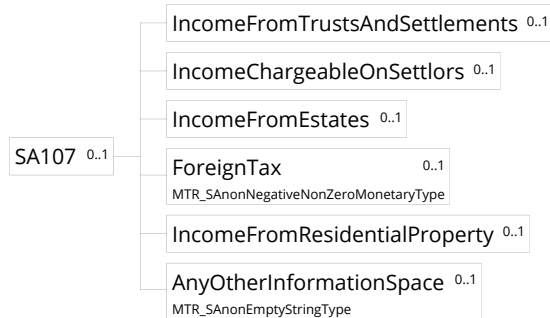 IncomeFromTrustsAndSettlements 0..1
IncomeChargeableOnSettlors 0..1
IncomeFromEstates 0..1
SA107 0..1
ForeignTax 0..1
MTR_SAnonNegativeNonZeroMonetaryType
IncomeFromResidentialProperty 0..1
AnyOtherInformationSpace 0..1
MTR_SAnonEmptyStringType